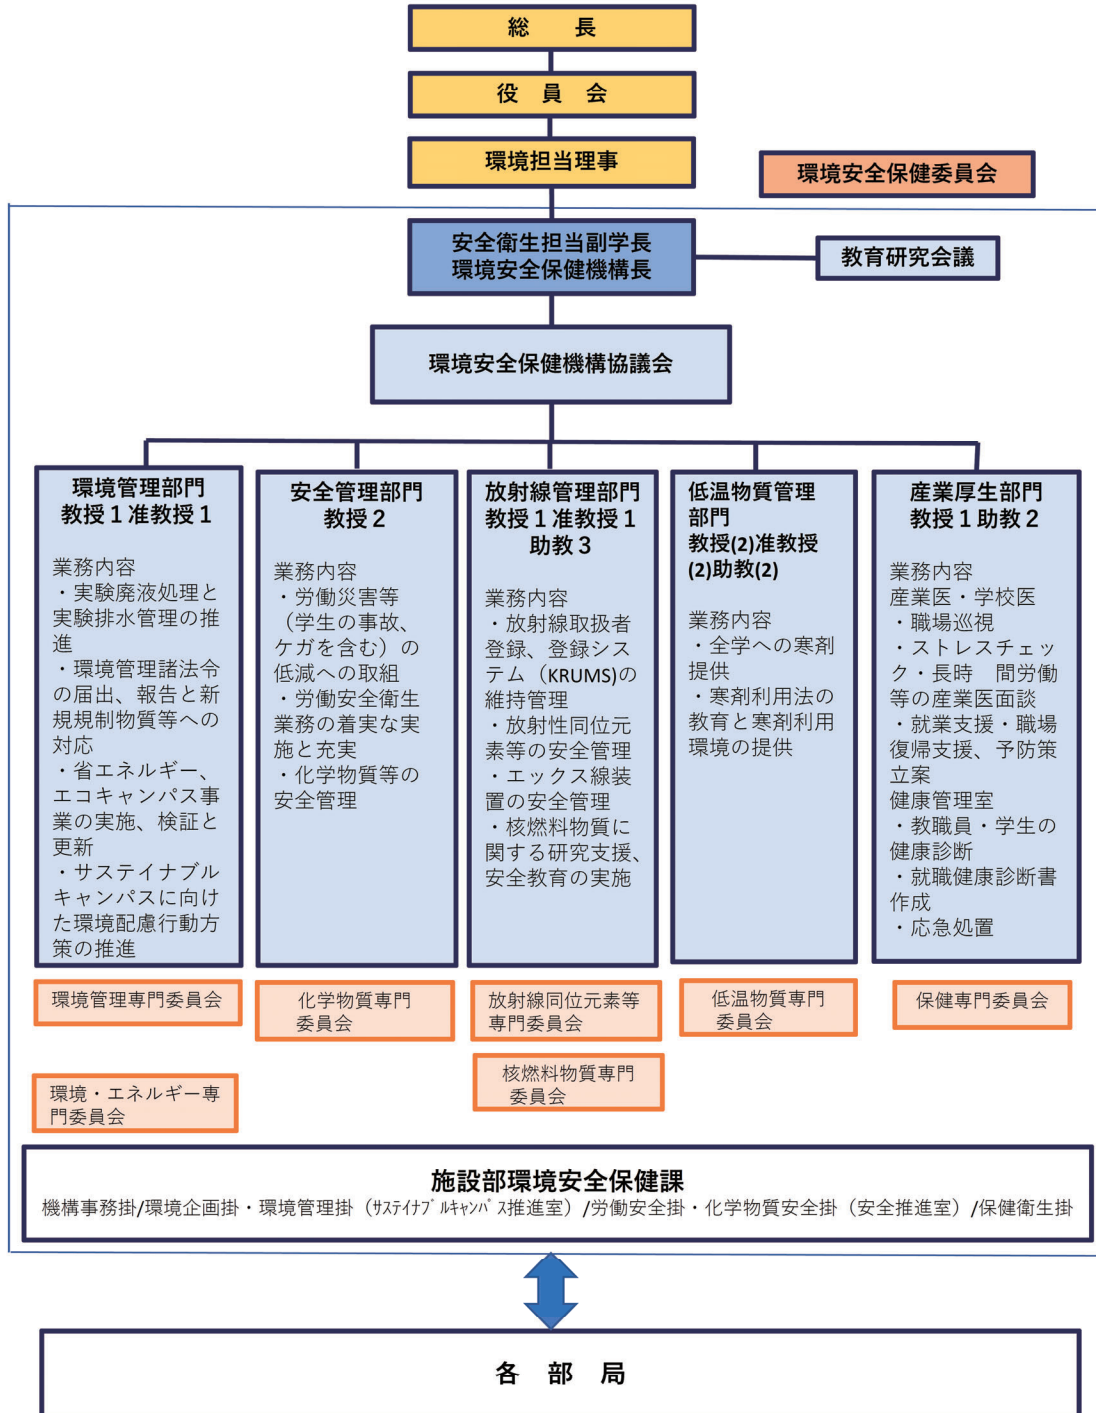 総　長
役　員　会
環境担当理事
環境安全保健委員会
安全衛生担当副学長
環境安全保健機構長
教育研究会議
環境安全保健機構協議会
環境管理部門
教授１准教授１
業務内容
・実験廃液処理と
実験排水管理の推
進
・環境管理諸法令
の届出、報告と新
規規制物質等への
対応
・省エネルギー、
エコキャンパス事
業の実施、検証と
更新
・サステイナブル
キャンパスに向け
た環境配慮行動方
策の推進
安全管理部門
教授２
業務内容
・労働災害等
（学生の事故、
ケガを含む）の
低減への取組
・労働安全衛生
業務の着実な実
施と充実
・化学物質等の
安全管理
放射線管理部門
教授１准教授１
助教３
業務内容
・放射線取扱者
登録、登録シス
テム（KRUMS)の
維持管理
・放射性同位元
素等の安全管理
・エックス線装
置の安全管理
・核燃料物質に
関する研究支援、
安全教育の実施
低温物質管理
部門
教授(2)准教授
(2)助教(2)
業務内容
・全学への寒剤
提供
・寒剤利用法の
教育と寒剤利用
環境の提供
産業厚生部門
教授１助教２
業務内容
産業医・学校医
・職場巡視
・ストレスチェッ
ク・長時　間労働
等の産業医面談
・就業支援・職場
復帰支援、予防策
立案
健康管理室
・教職員・学生の
健康診断
・就職健康診断書
作成
・応急処置
環境管理専門委員会
環境・エネルギー専
門委員会
化学物質専門
委員会
放射線同位元素等
専門委員会
核燃料物質専門
委員会
低温物質専門
委員会
保健専門委員会
施設部環境安全保健課
機構事務掛/環境企画掛・環境管理掛（ｻｽﾃｲﾅﾌﾞﾙｷｬﾝﾊﾟｽ推進室）/労働安全掛・化学物質安全掛（安全推進室）/保健衛生掛
各　部　局